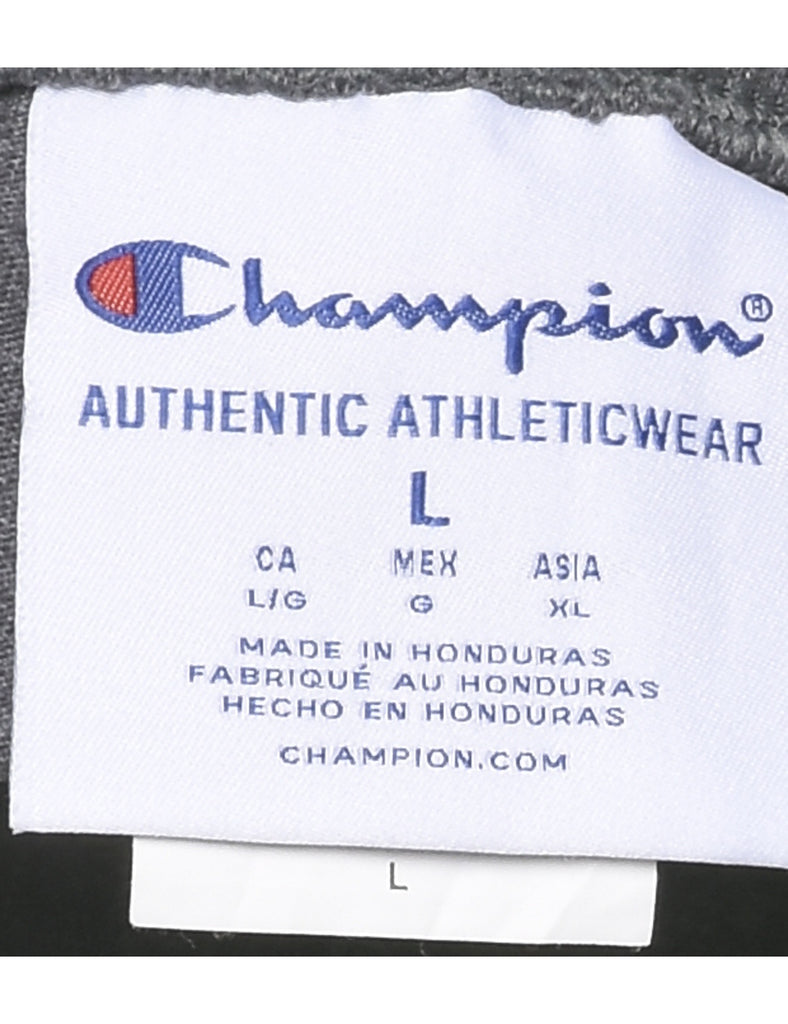 Champion®
AUTHENTIC ATHLETICWEAR
L
CA MEX ASIA
L/G G XL
MADE IN HONDURAS
FABRIQUÉ AU HONDURAS
HECHO EN HONDURAS
CHAMPION.COM
L